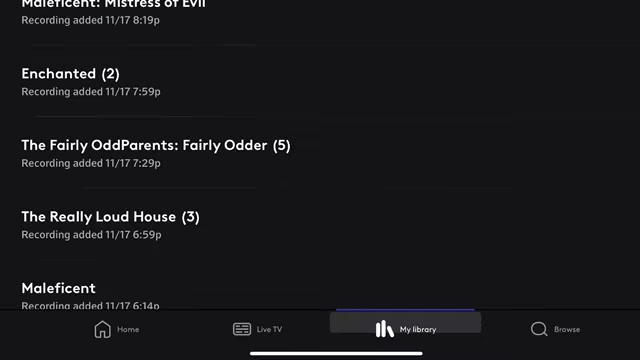 Maleficent: Mistress of Evil
Recording added 11/17 8:19p
Enchanted (2)
Recording added 11/17 7:59p
The Fairly OddParents: Fairly Odder (5)
Recording added 11/17 7:29p
The Really Loud House (3)
Recording added 11/17 6:59p
Maleficent
Recording added 11/17 6:14p
Home Live TV My library Browse